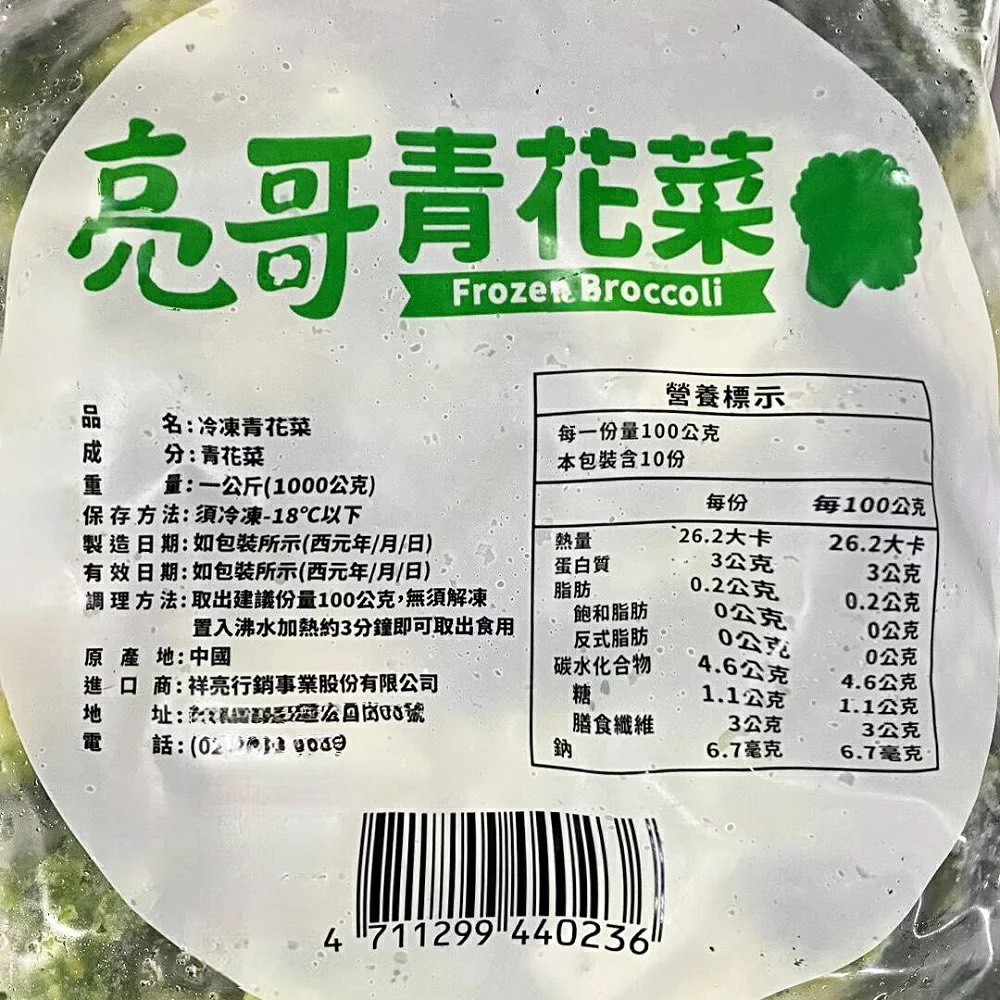 亮哥青花菜
Frozen Broccoli
品名:冷凍青花菜
成分:青花菜
重量:一公斤(1000公克)
保存方法:須冷凍-18℃以下
製造日期:如包裝所示(西元年/月/日)
有效日期:如包裝所示(西元年/月/日)
調理方法:取出建議份量100公克,無須解凍
置入沸水加熱約3分鐘即可取出食用
原產地:中國
進口商:祥亮行銷事業股份有限公司
地址:
電話:(02
營養標示
每一份量100公克
本包裝含10份
每份 每100公克
熱量 26.2大卡 26.2大卡
蛋白質 3公克 3公克
脂肪 0.2公克 0.2公克
飽和脂肪 0公克 0公克
反式脂肪 0公克 0公克
碳水化合物 4.6公克 4.6公克
糖 1.1公克 1.1公克
膳食纖維 3公克 3公克
鈉 6.7毫克 6.7毫克
4 711299 440236